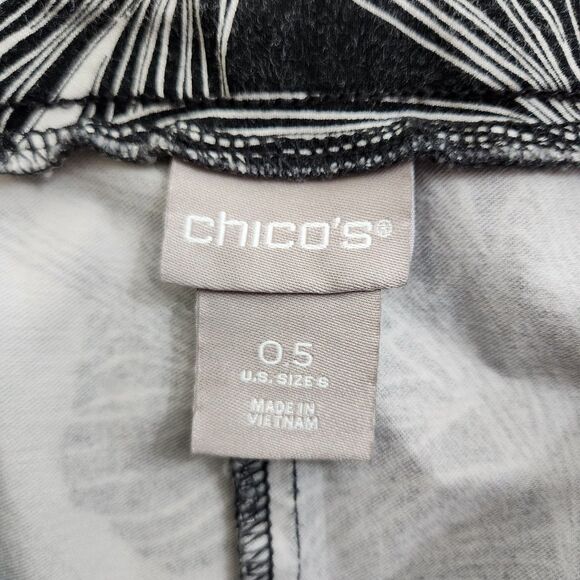 chico's®
0.5
U.S. SIZE 6
MADE IN
VIETNAM